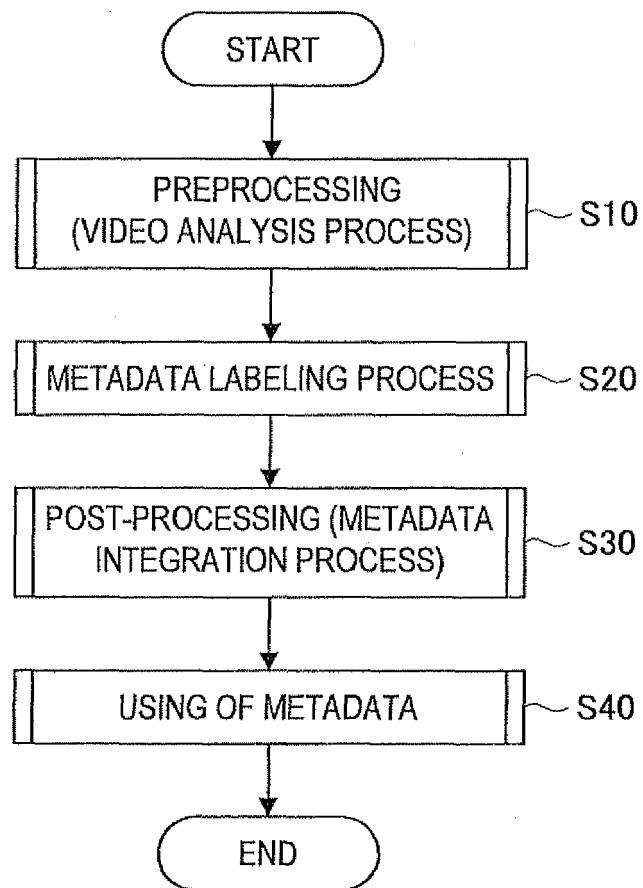 START
PREPROCESSING
(VIDEO ANALYSIS PROCESS)
S10
METADATA LABELING PROCESS
S20
POST-PROCESSING (METADATA
INTEGRATION PROCESS)
S30
USING OF METADATA
S40
END